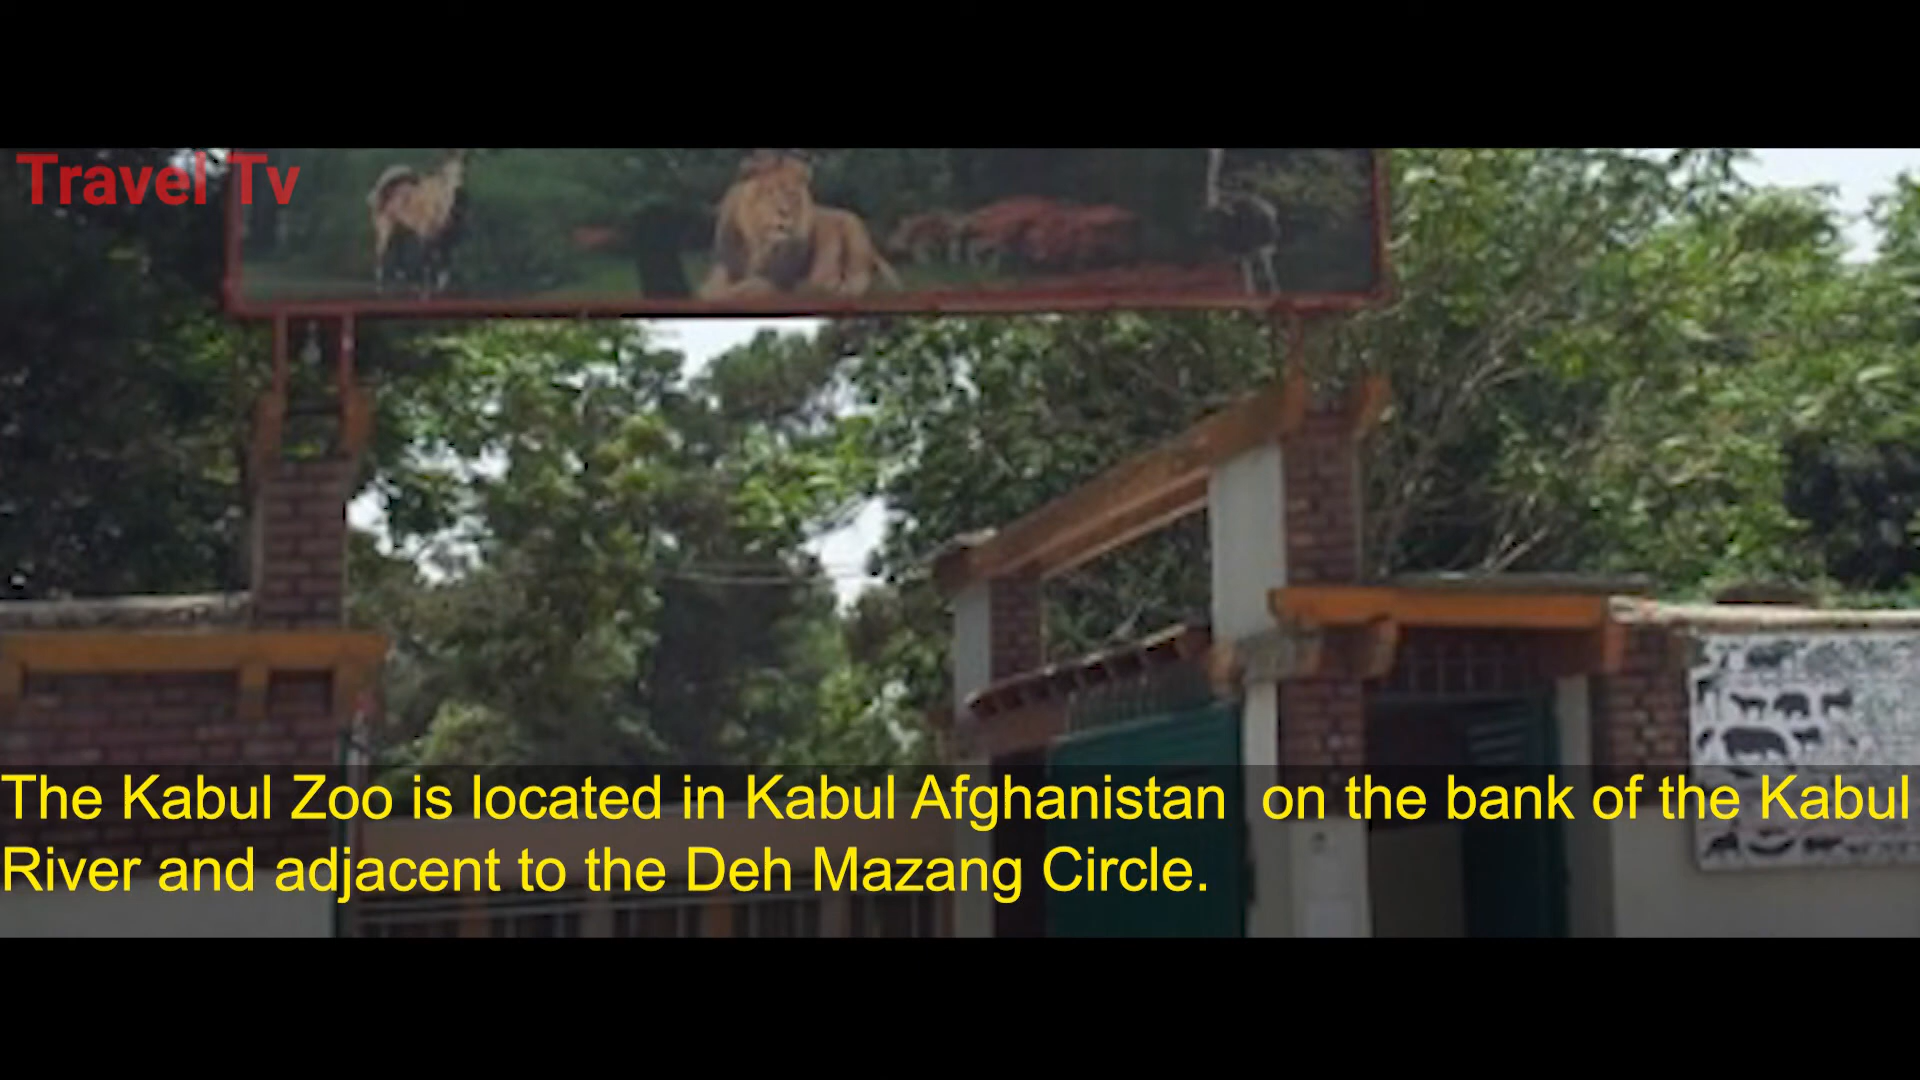 Travel Tv
The Kabul Zoo is located in Kabul Afghanistan  on the bank of the Kabul
River and adjacent to the Deh Mazang Circle.